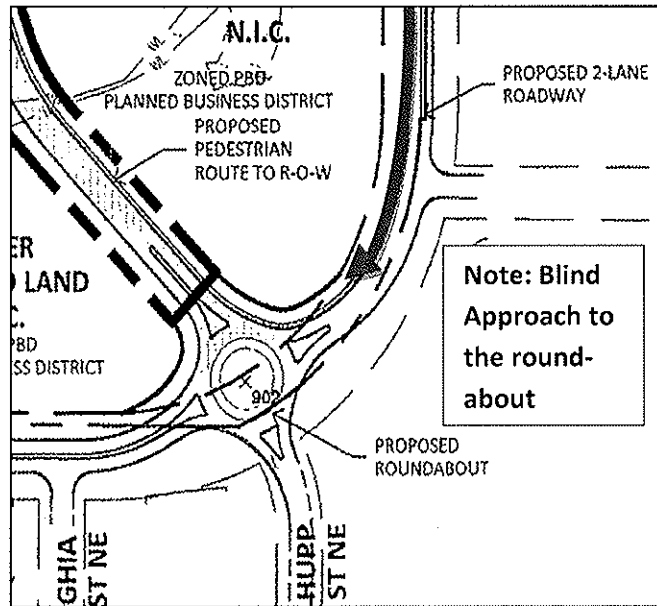 N.I.C.
ZONED PBD
PLANNED BUSINESS DISTRICT
PROPOSED
PEDESTRIAN
ROUTE TO R-O-W
PROPOSED 2-LANE
ROADWAY
ER
LAND
C.
PBD
SS DISTRICT
Note: Blind
Approach to
the round-
about
902
PROPOSED
ROUNDABOUT
GHIA
ST NE
HUPP
ST NE